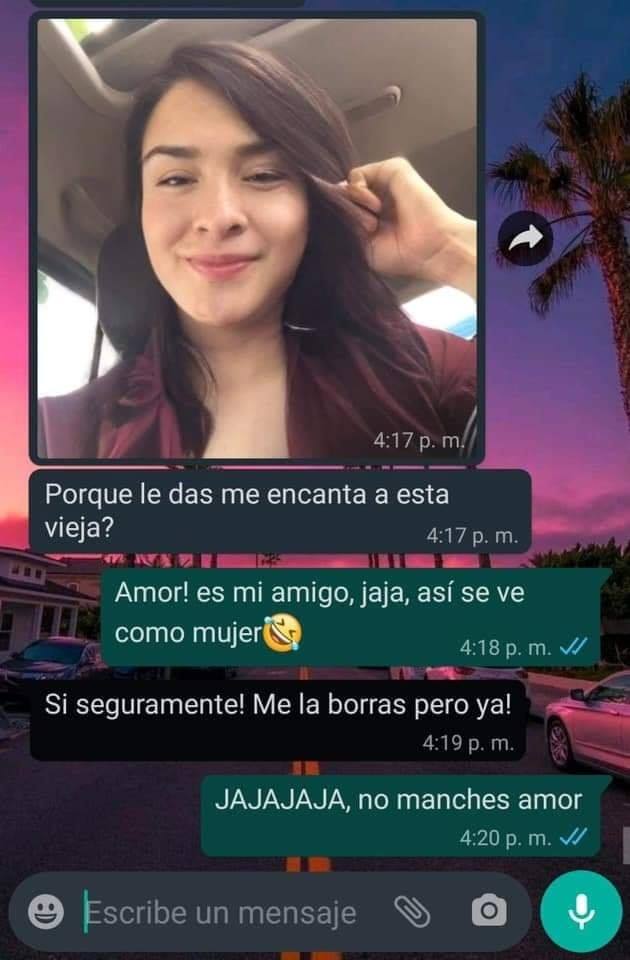 4:17 p. m.
Porque le das me encanta a esta
vieja?
4:17 p. m.
Amor! es mi amigo, jaja, así se ve
como mujer🤣
4:18 p. m.
Si seguramente! Me la borras pero ya!
4:19 p. m.
JAJAJAJA, no manches amor
4:20 p. m.
Escribe un mensaje